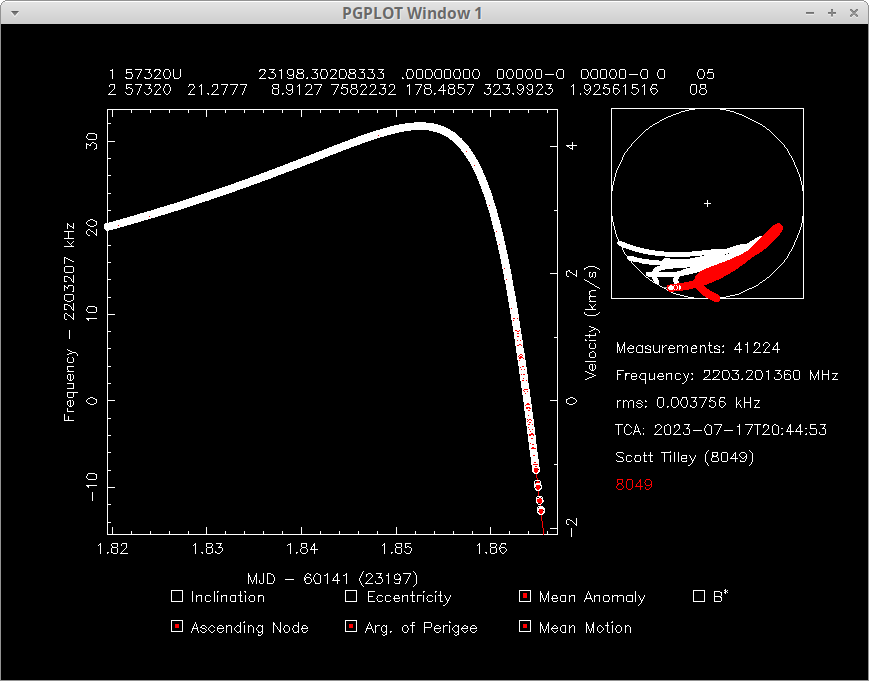 PGPLOT Window 1
1 57320U 23198.30208333 .00000000 00000-0 00000-0 0 05
2 57320 21.2777 8.9127 7582232 178.4857 323.9923 1.92561516 08
30
20
10
0
-10
Frequency - 2203207 kHz
4
2
0
-2
Velocity (km/s)
1.82 1.83 1.84 1.85 1.86
MJD - 60141 (23197)
Measurements: 41224
Frequency: 2203.201360 MHz
rms: 0.003756 kHz
TCA: 2023-07-17T20:44:53
Scott Tilley (8049)
8049
Inclination Eccentricity Mean Anomaly B*
Ascending Node Arg. of Perigee Mean Motion